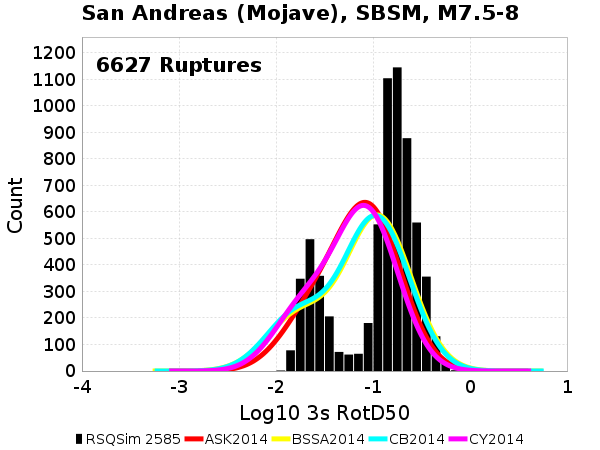 San Andreas (Mojave), SBSM, M7.5-8
6627 Ruptures
Count
1200
1100
1000
900
800
700
600
500
400
300
200
100
0
-4 -3 -2 -1 0 1
Log10 3s RotD50
RSQSim 2585 ASK2014 BSSA2014 CB2014 CY2014